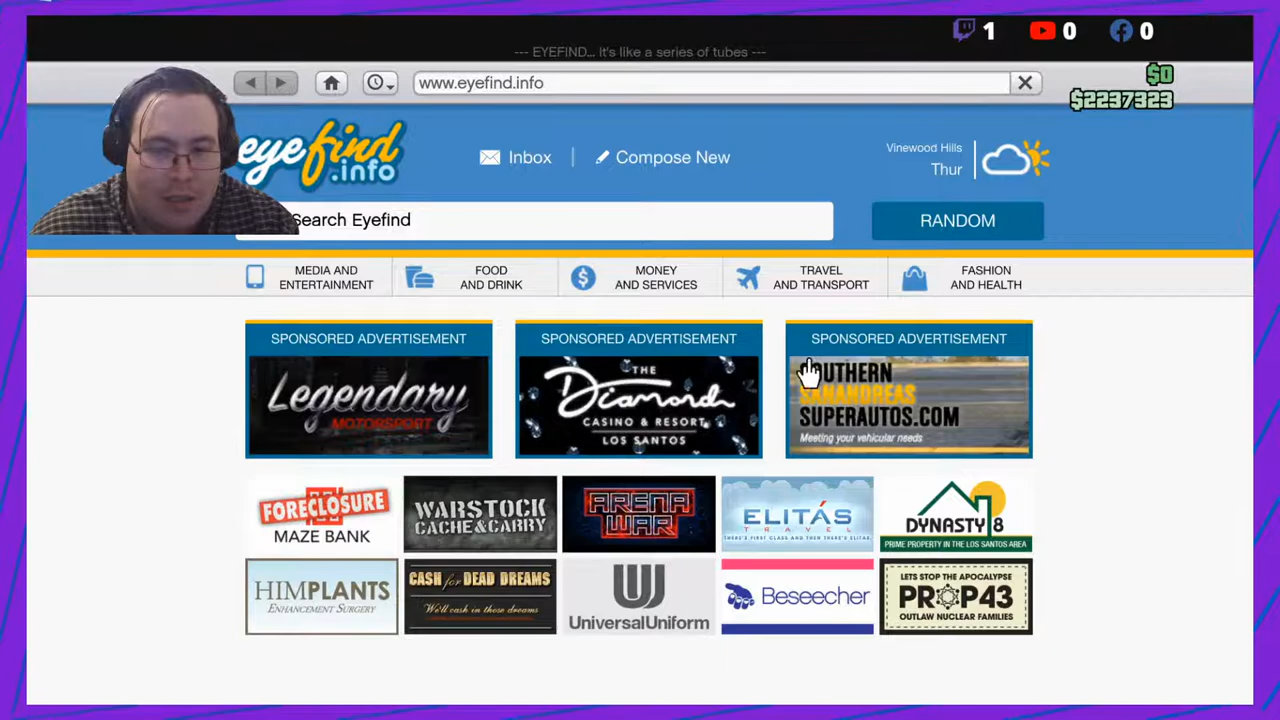 1 0 0
--- EYEFIND... It's like a series of tubes ---
www.eyefind.info
$0
$2237323
eyefind
.info
Inbox
Compose New
Vinewood Hills
Thur
Search Eyefind
RANDOM
MEDIA AND
ENTERTAINMENT
FOOD
AND DRINK
MONEY
AND SERVICES
TRAVEL
AND TRANSPORT
FASHION
AND HEALTH
SPONSORED ADVERTISEMENT
Legendary
MOTORSPORT
SPONSORED ADVERTISEMENT
THE
Diamond
CASINO & RESORT
LOS SANTOS
SPONSORED ADVERTISEMENT
SOUTHERN
SAN ANDREAS
SUPERAUTOS.COM
Meeting your vehicular needs
FORECLOSURE
MAZE BANK
WARSTOCK
CACHE & CARRY
ARENA
WAR
ELITÁS
TRAVEL
THERE'S FIRST CLASS AND THEN THERE'S ELITAS.
DYNASTY 8
PRIME PROPERTY IN THE LOS SANTOS AREA
HIMPLANTS
ENHANCEMENT SURGERY
CASH for DEAD DREAMS
We'll cash in those dreams
UniversalUniform
Beseecher
LETS STOP THE APOCALYPSE
PROP43
OUTLAW NUCLEAR FAMILIES